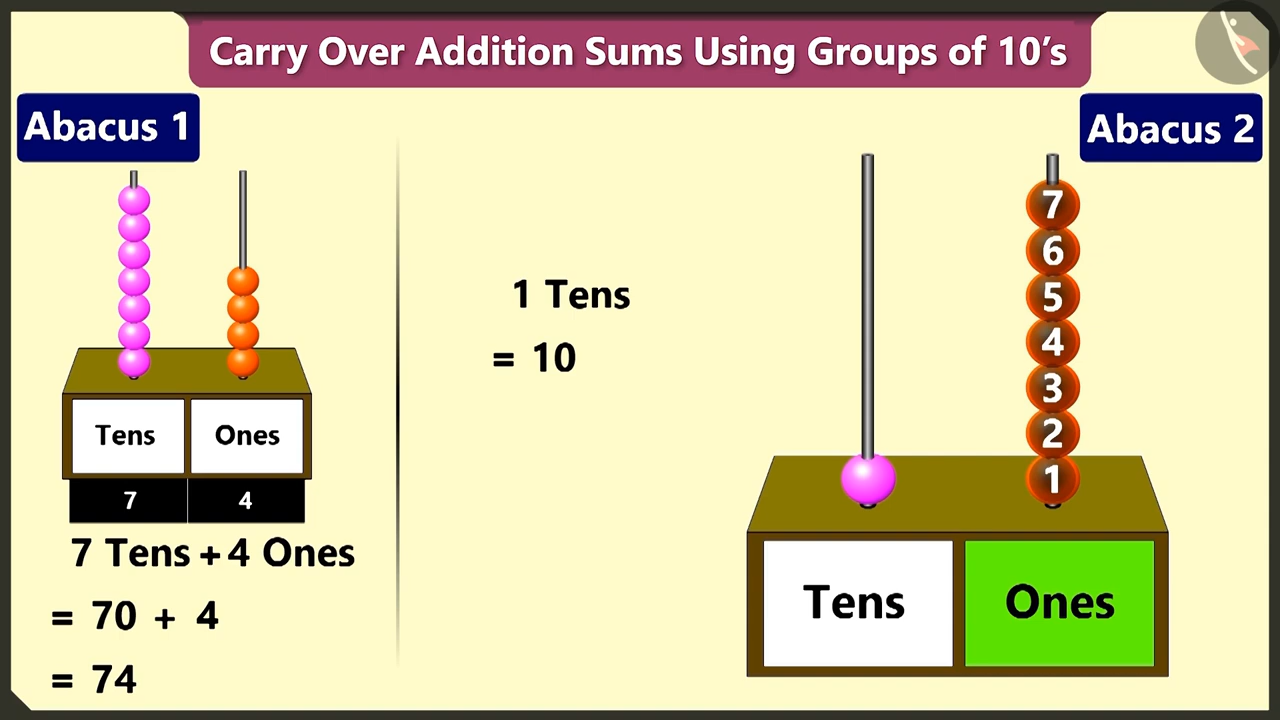 Carry Over Addition Sums Using Groups of 10's
Abacus 1
Tens Ones
7 4
7 Tens + 4 Ones
= 70 + 4
= 74
1 Tens
= 10
Abacus 2
7
6
5
4
3
2
1
Tens Ones